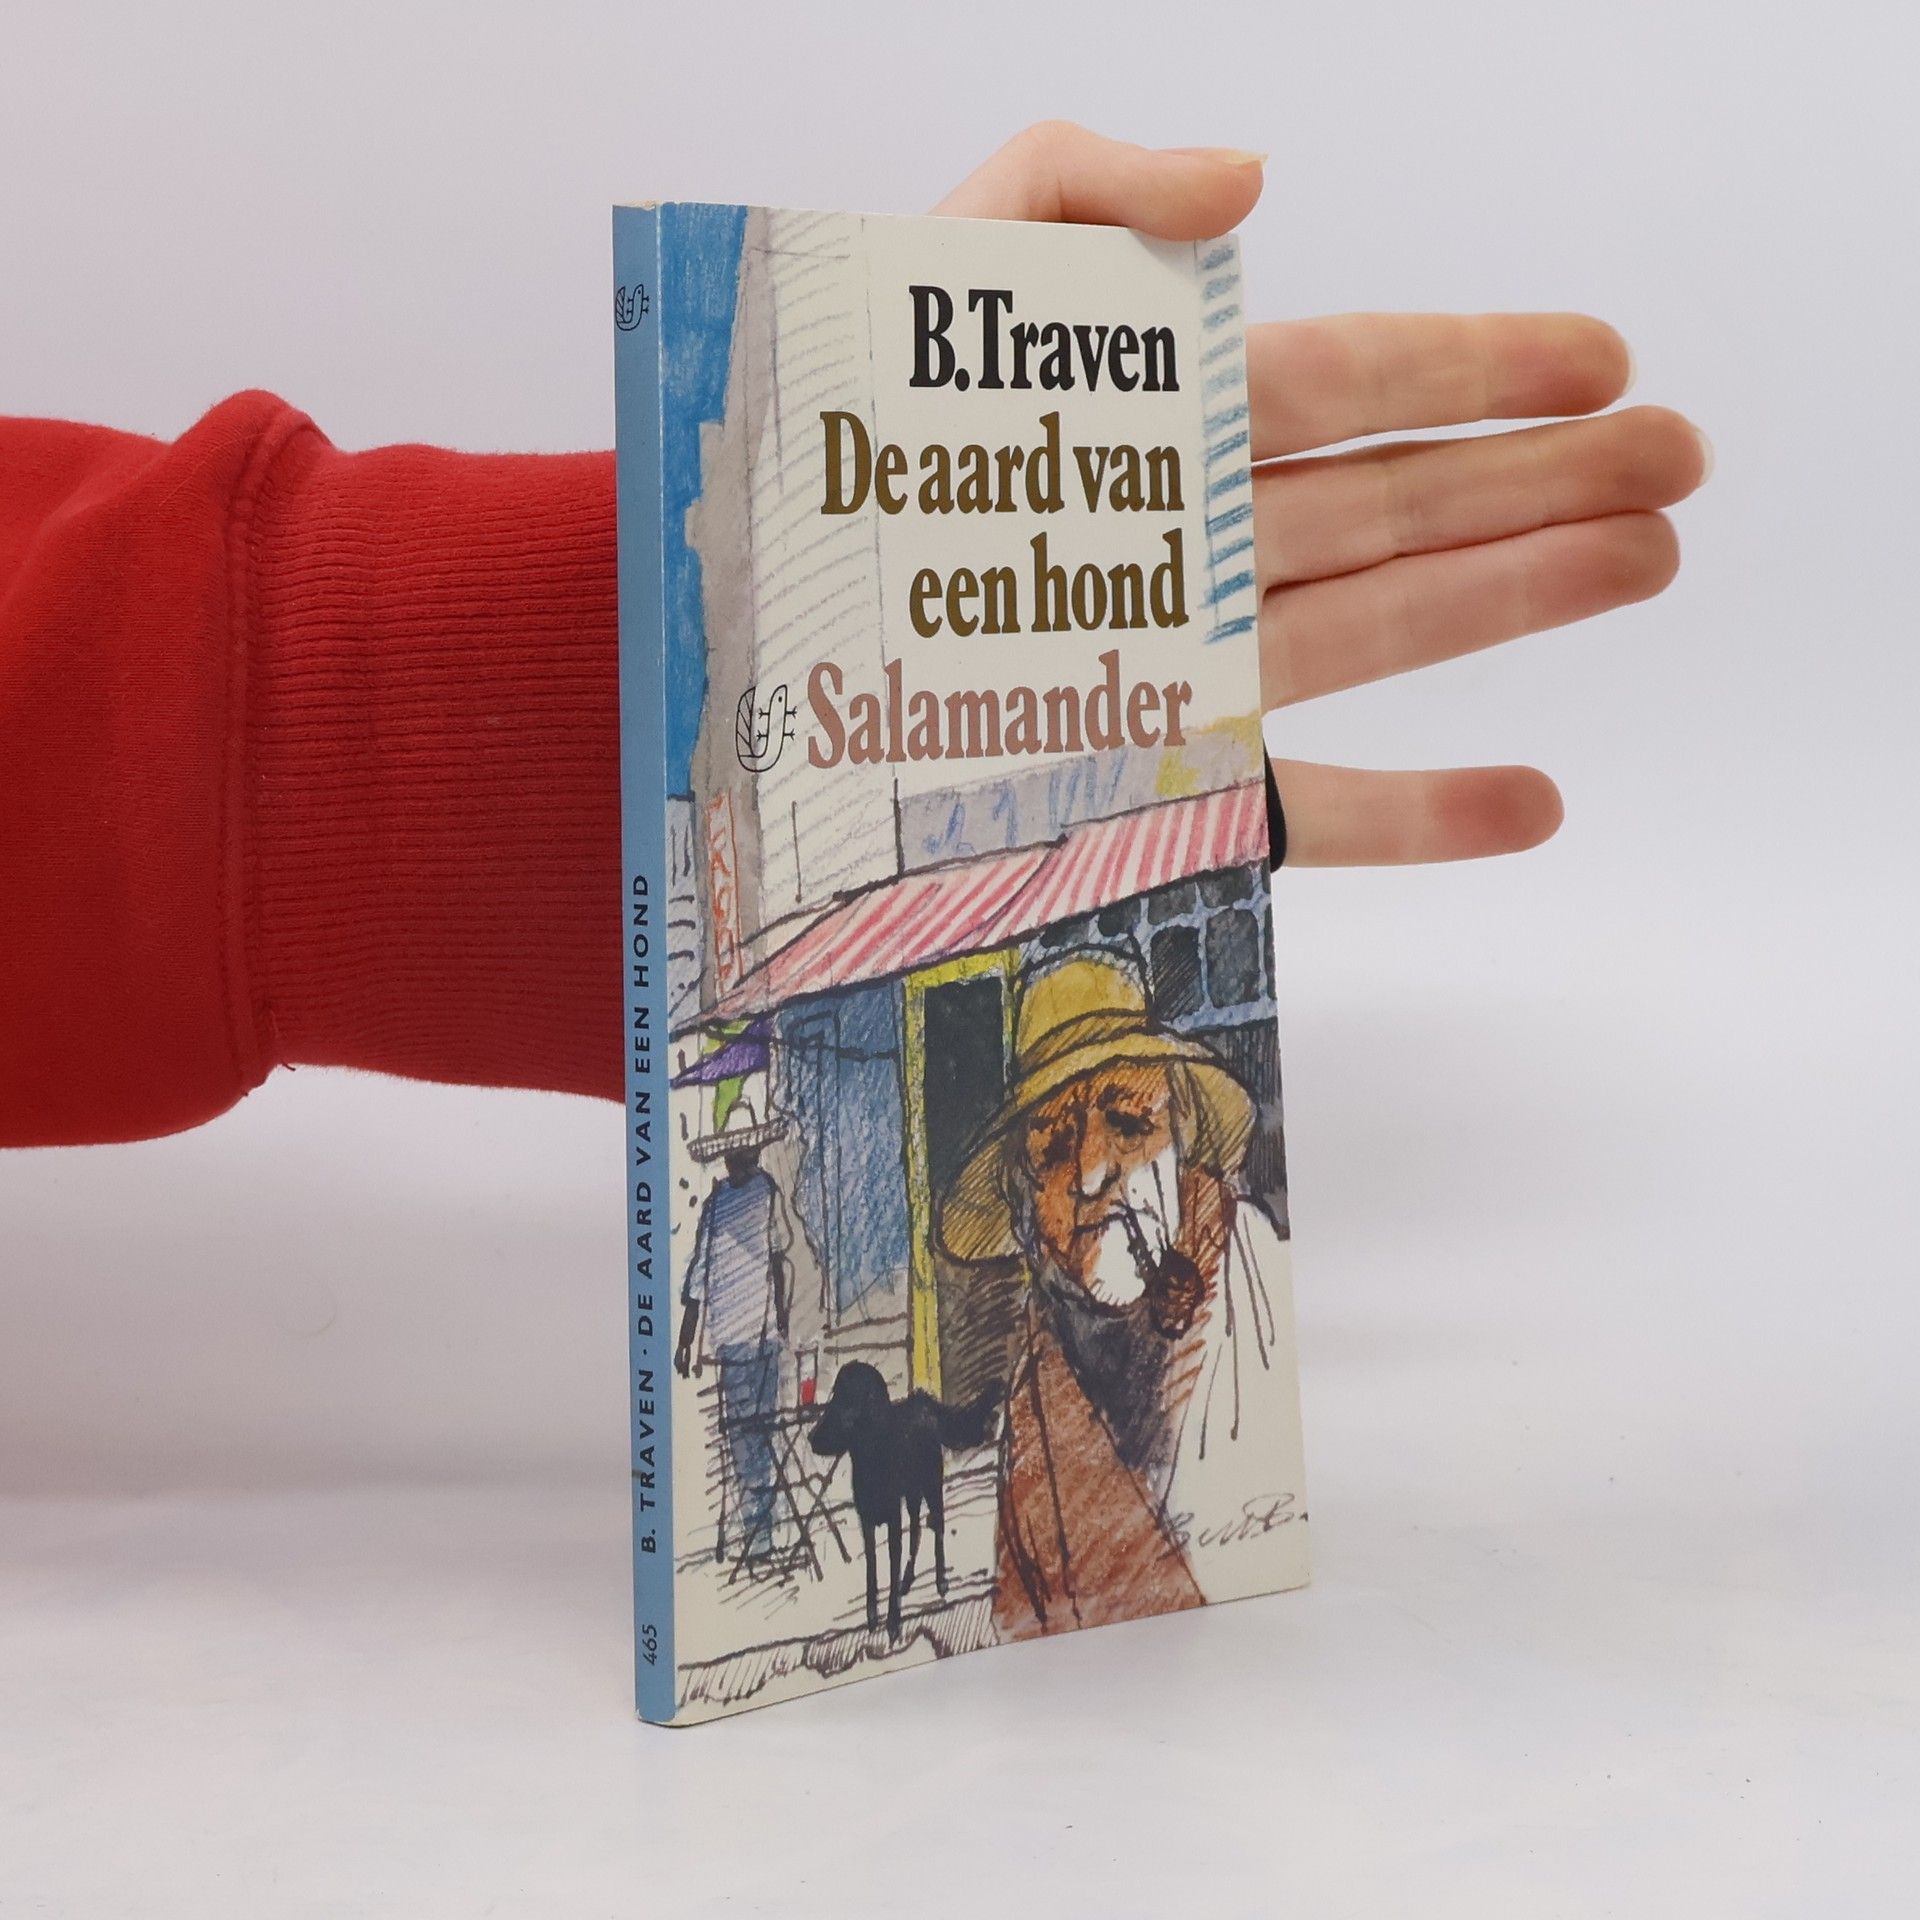 B.Traven
De aard van
een hond
Salamander
B. TRAVEN · DE AARD VAN EEN HOND
465